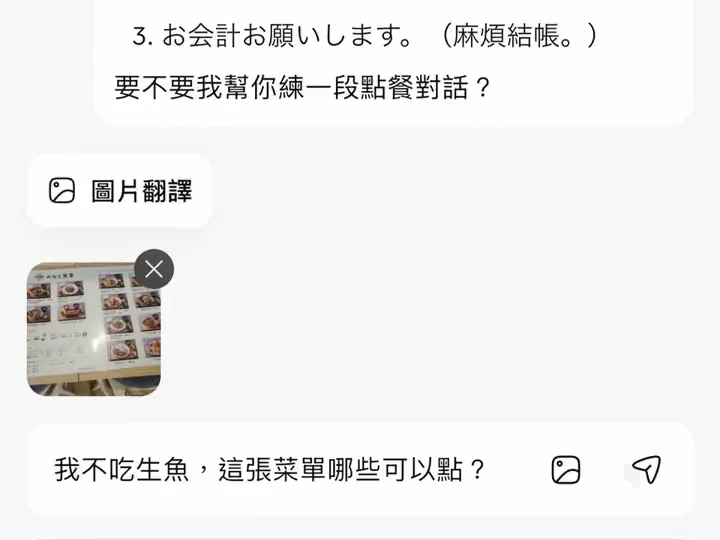 3. お会計お願いします。（麻煩結帳。）
要不要我幫你練一段點餐對話？
圖片翻譯
我不吃生魚，這張菜單哪些可以點？